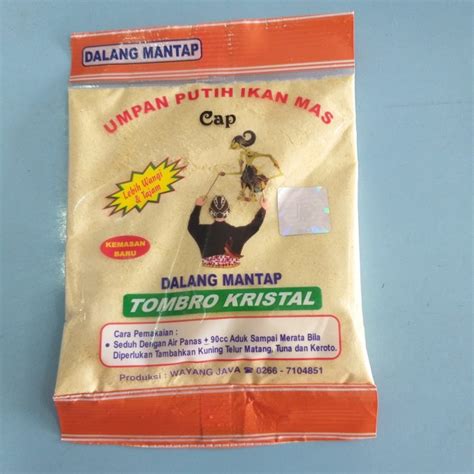 DALANG MANTAP
UMPAN PUTIH IKAN MAS
Cap
Lebih Wangi
& Tajam
KEMASAN
BARU
DALANG MANTAP
TOMBRO KRISTAL
Cara Pemakaian :
• Seduh Dengan Air Panas ± 90cc Aduk Sampai Merata Bila
Diperlukan Tambahkan Kuning Telur Matang, Tuna dan Keroto.
Produksi : WAYANG JAVA ☎ 0266 - 7104851